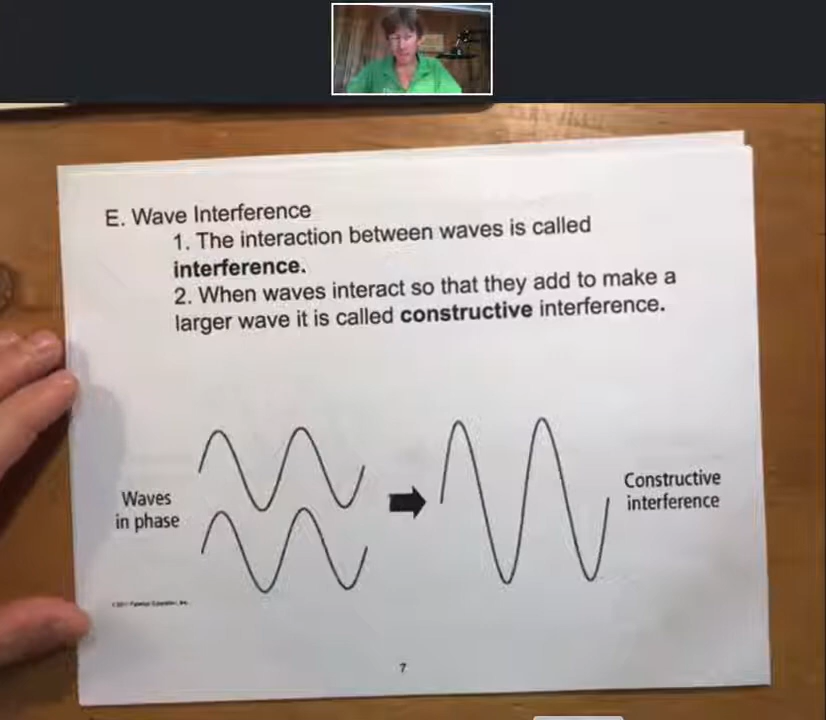 E. Wave Interference
1. The interaction between waves is called
interference.
2. When waves interact so that they add to make a
larger wave it is called constructive interference.
Waves
in phase
Constructive
interference
7